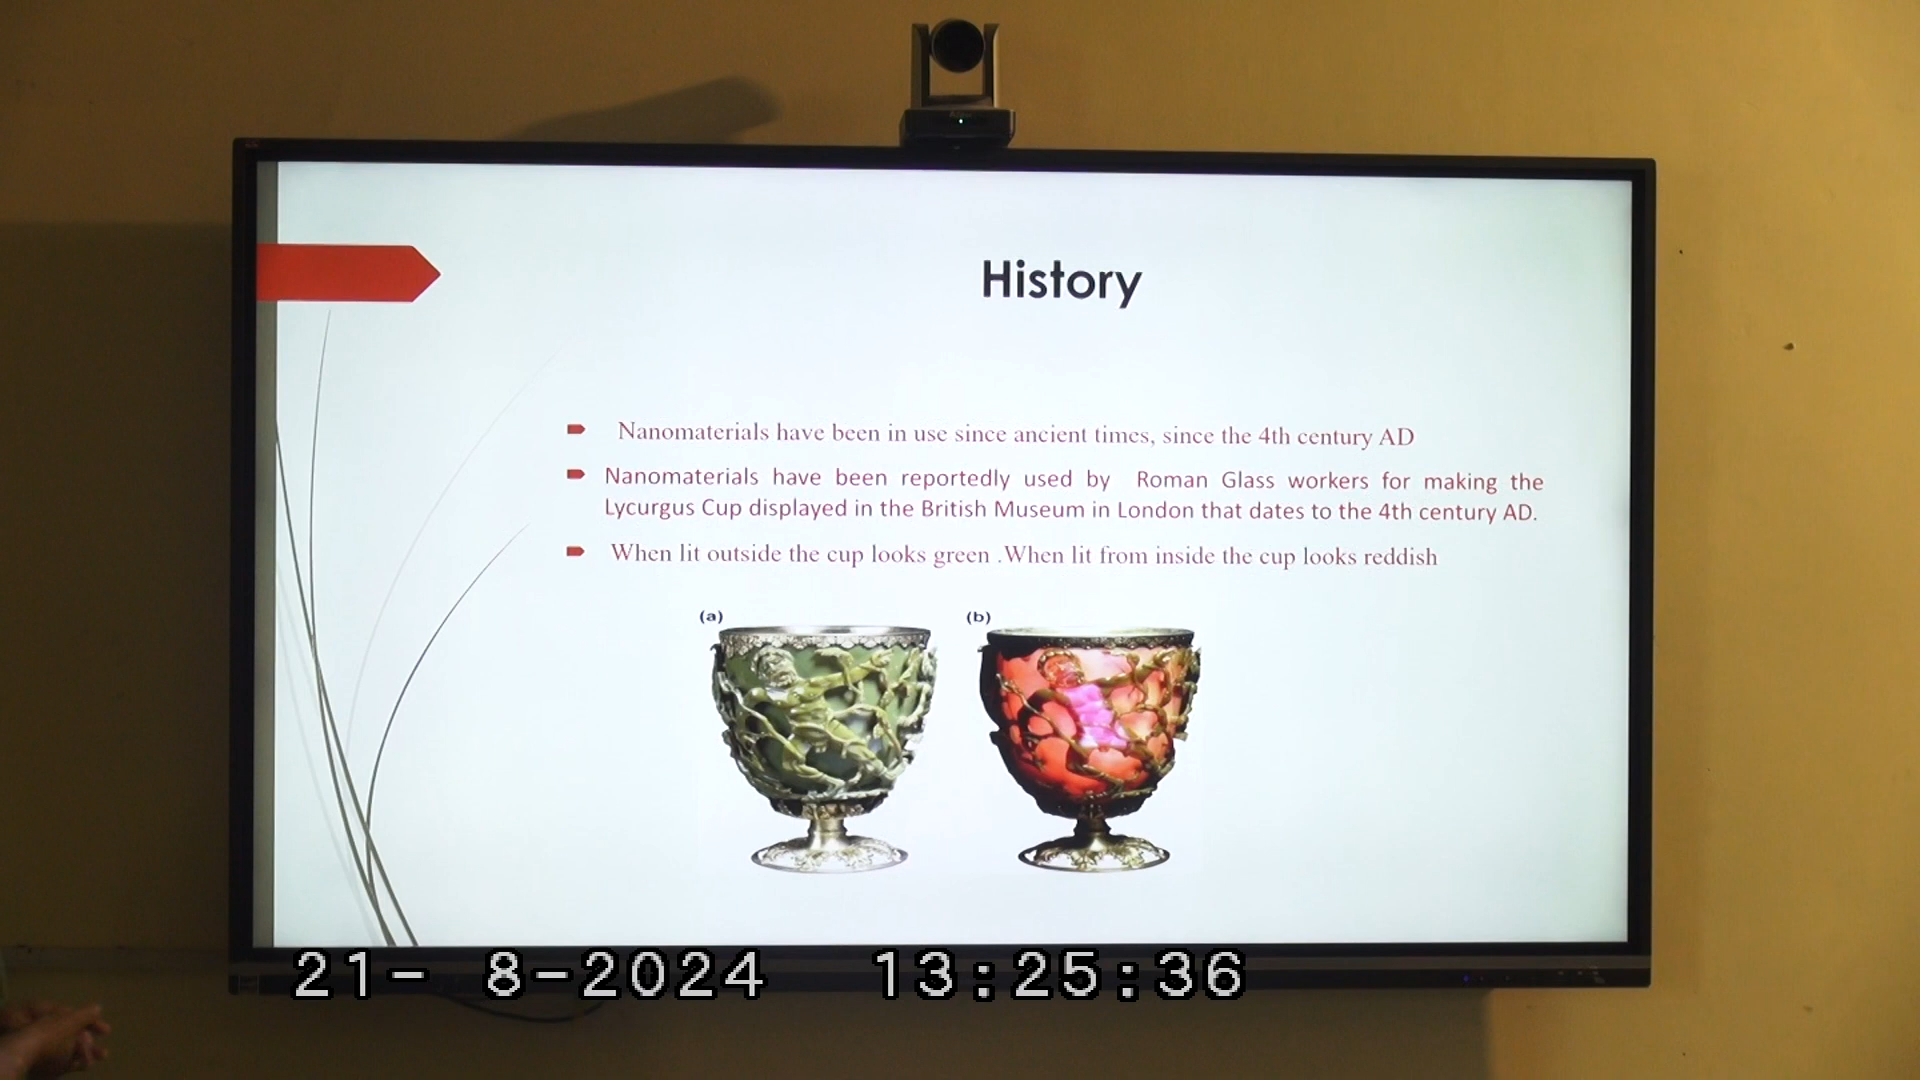 History
Nanomaterials have been in use since ancient times, since the 4th century AD
Nanomaterials have been reportedly used by Roman Glass workers for making the
Lycurgus Cup displayed in the British Museum in London that dates to the 4th century AD.
When lit outside the cup looks green .When lit from inside the cup looks reddish
(a) (b)
21- 8-2024 13:25:36